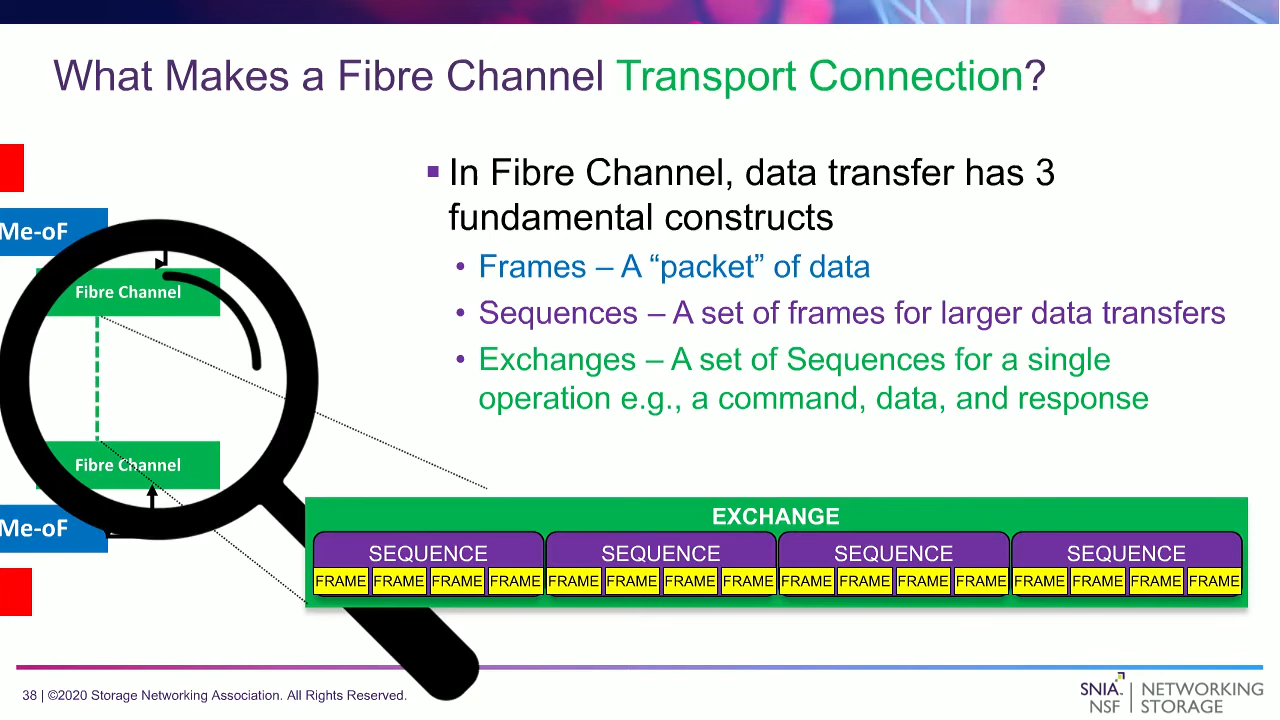 What Makes a Fibre Channel Transport Connection?
▪ In Fibre Channel, data transfer has 3
fundamental constructs
• Frames – A “packet” of data
• Sequences – A set of frames for larger data transfers
• Exchanges – A set of Sequences for a single
operation e.g., a command, data, and response
Me-oF
Fibre Channel
Fibre Channel
Me-oF
EXCHANGE
SEQUENCE SEQUENCE SEQUENCE SEQUENCE
FRAME FRAME FRAME FRAME FRAME FRAME FRAME FRAME FRAME FRAME FRAME FRAME FRAME FRAME FRAME FRAME
38 | ©2020 Storage Networking Association. All Rights Reserved.
SNIA. | NETWORKING
NSF | STORAGE